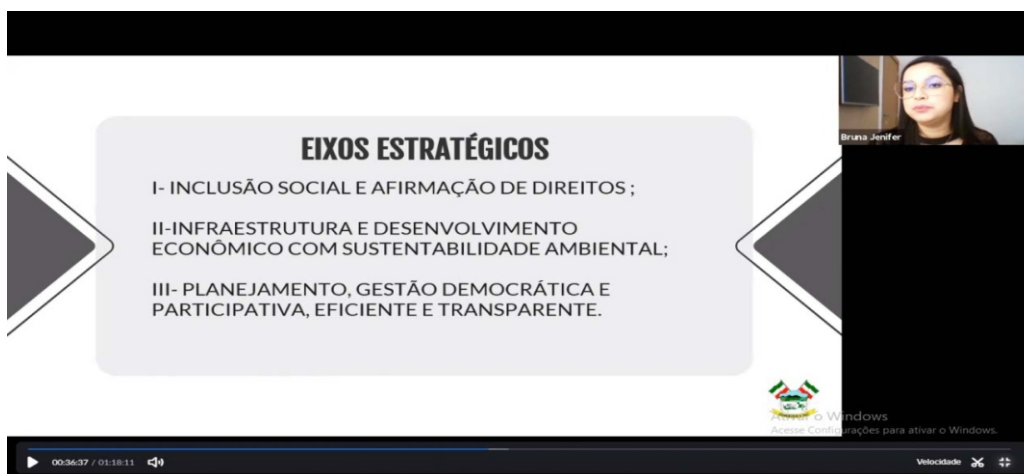 EIXOS ESTRATÉGICOS
I- INCLUSÃO SOCIAL E AFIRMAÇÃO DE DIREITOS ;
II-INFRAESTRUTURA E DESENVOLVIMENTO
ECONÔMICO COM SUSTENTABILIDADE AMBIENTAL;
III- PLANEJAMENTO, GESTÃO DEMOCRÁTICA E
PARTICIPATIVA, EFICIENTE E TRANSPARENTE.
Bruna Jenifer
Ativar o Windows
Acesse Configurações para ativar o Windows.
00:36:37 / 01:18:11
Velocidade